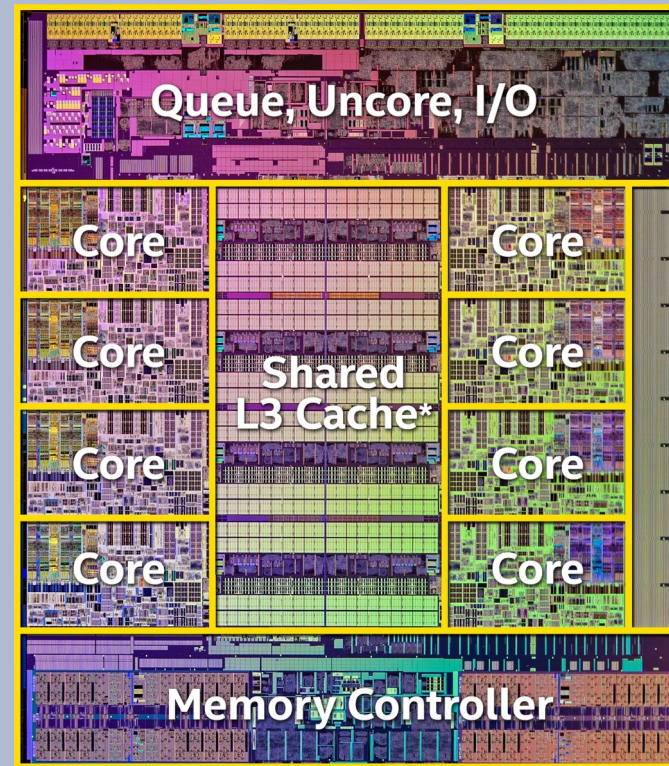 Queue, Uncore, I/O
Core
Core
Core
Core
Shared
L3 Cache*
Core
Core
Core
Core
Memory Controller